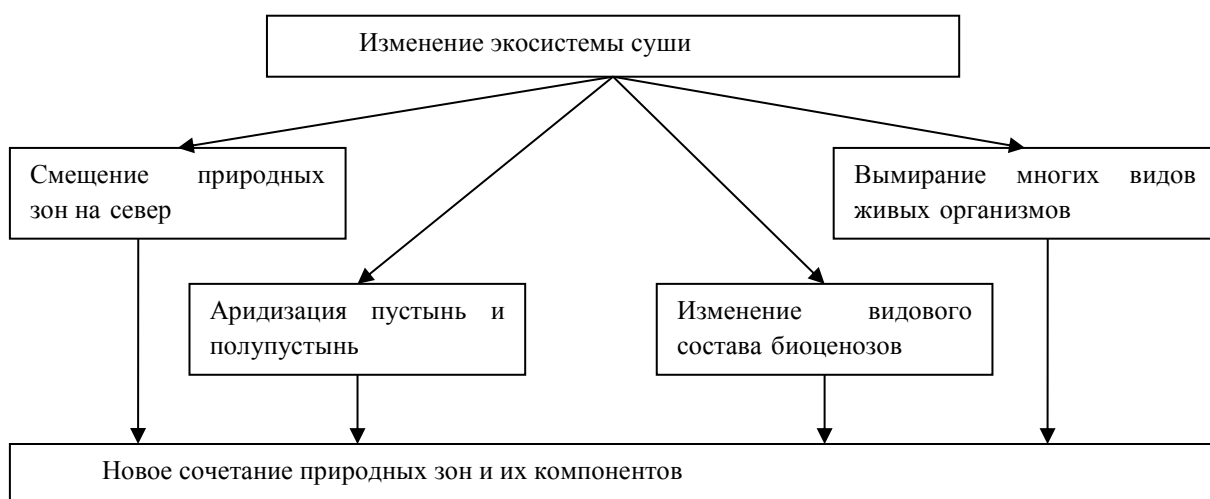 Изменение экосистемы суши
Смещение природных
зон на север
Вымирание многих видов
живых организмов
Аридизация пустынь и
полупустынь
Изменение видового
состава биоценозов
Новое сочетание природных зон и их компонентов